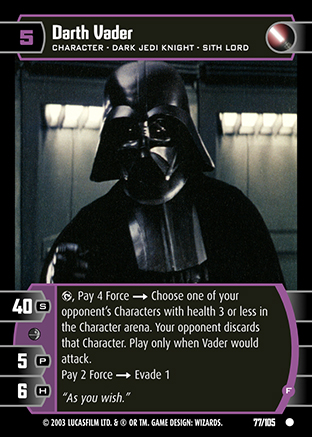 5 Darth Vader
CHARACTER - DARK JEDI KNIGHT - SITH LORD
40 S
5 P
6 H
, Pay 4 Force → Choose one of your
opponent's Characters with health 3 or less in
the Character arena. Your opponent discards
that Character. Play only when Vader would
attack.
Pay 2 Force → Evade 1
"As you wish."
F
© 2003 LUCASFILM LTD. & ® OR TM. GAME DESIGN: WIZARDS. 77/105